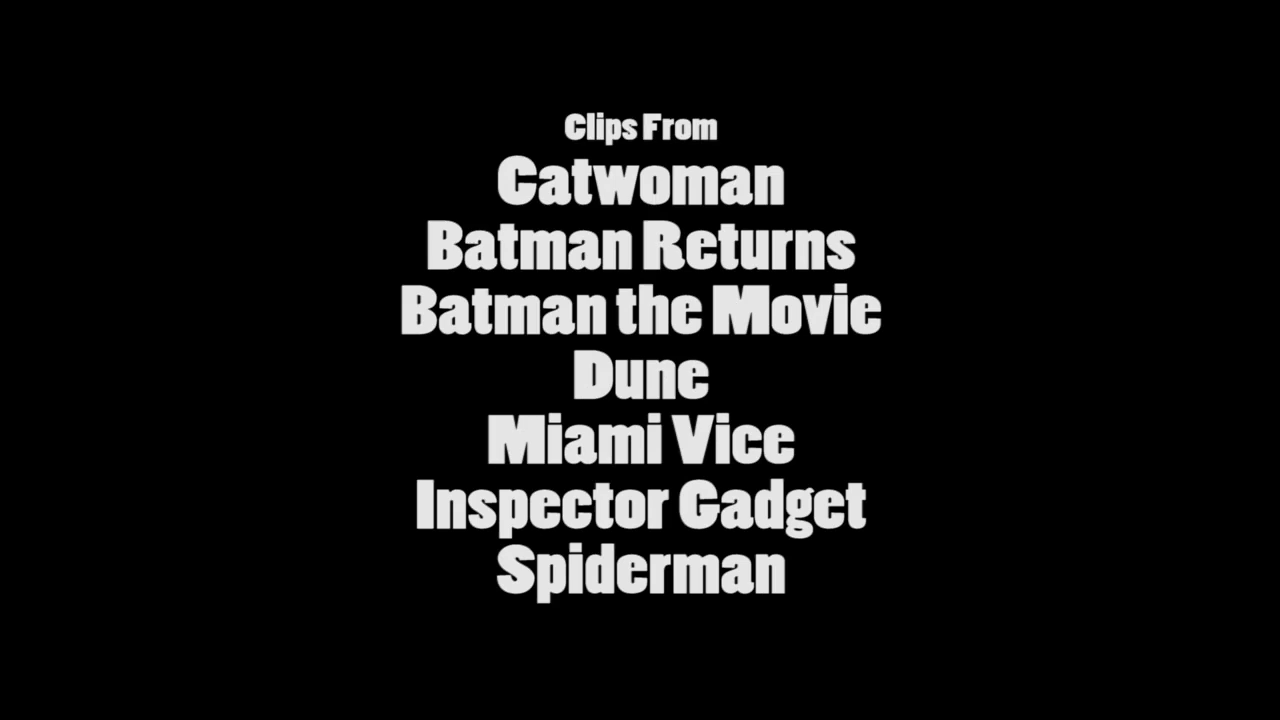 Clips From
Catwoman
Batman Returns
Batman the Movie
Dune
Miami Vice
Inspector Gadget
Spiderman